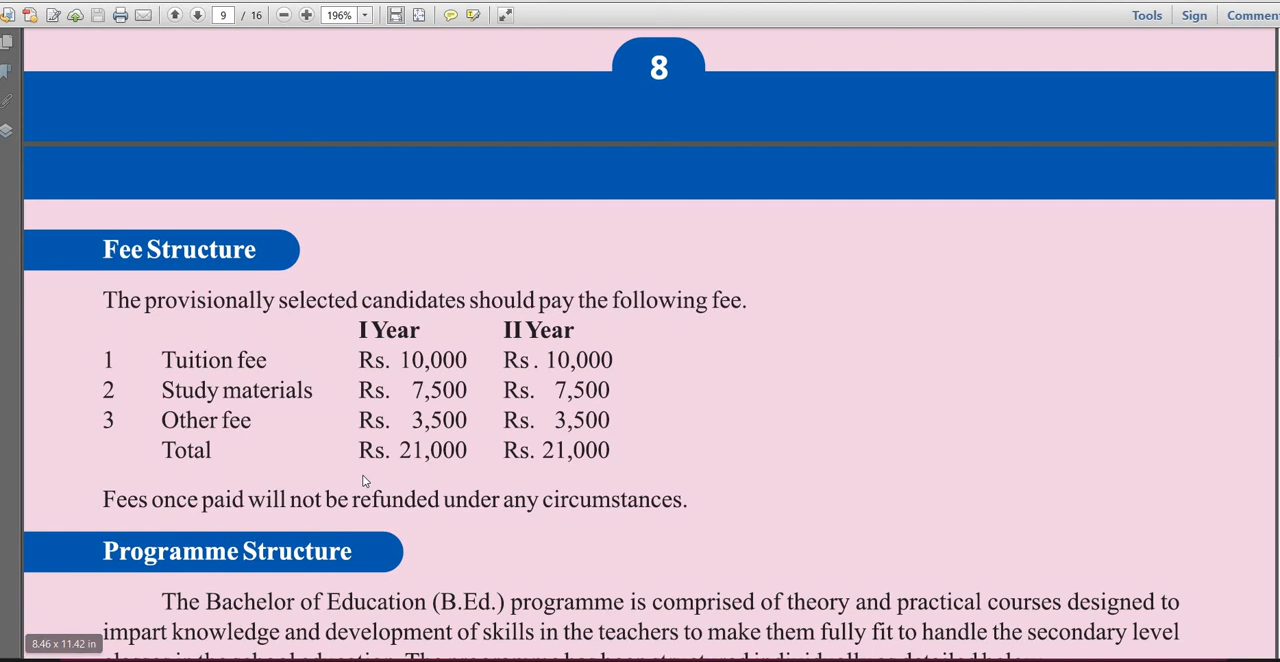 9 / 16 196% Tools Sign Commen
8
Fee Structure
The provisionally selected candidates should pay the following fee.
I Year II Year
1 Tuition fee Rs. 10,000 Rs . 10,000
2 Study materials Rs. 7,500 Rs. 7,500
3 Other fee Rs. 3,500 Rs. 3,500
Total Rs. 21,000 Rs. 21,000
Fees once paid will not be refunded under any circumstances.
Programme Structure
The Bachelor of Education (B.Ed.) programme is comprised of theory and practical courses designed to
impart knowledge and development of skills in the teachers to make them fully fit to handle the secondary level
8.46 x 11.42 in